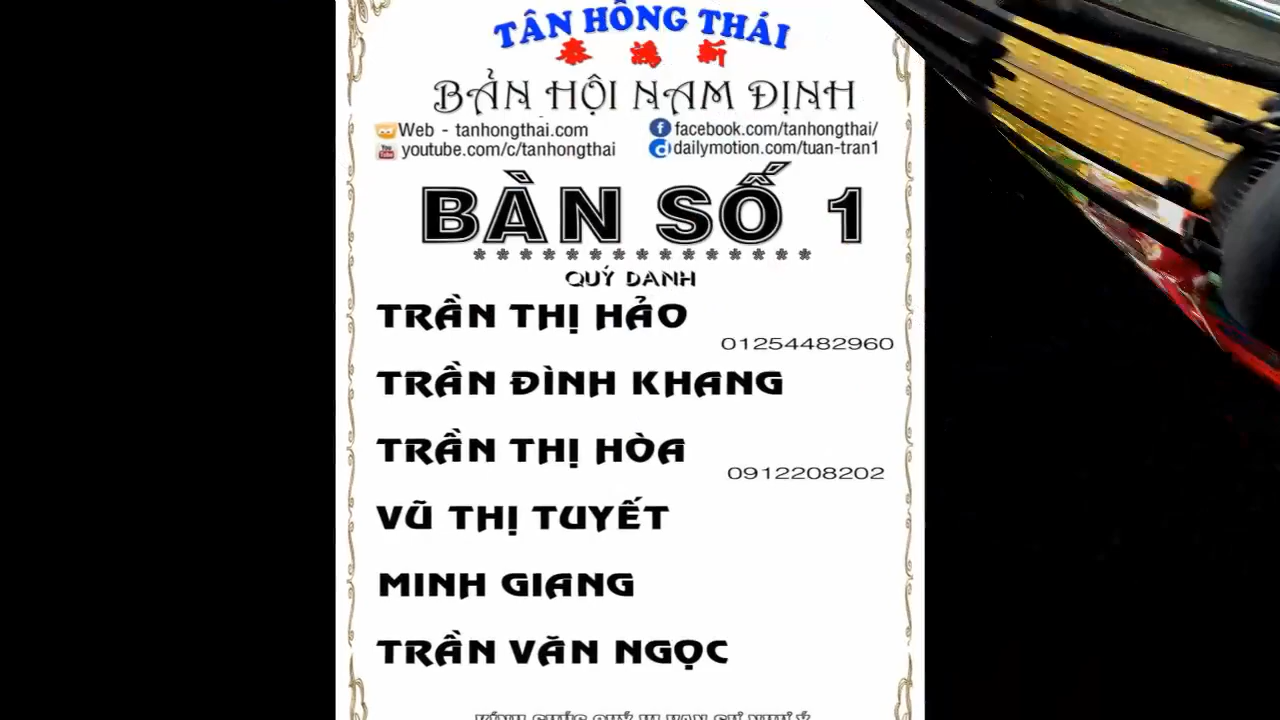 TÂN HỒNG THÁI
泰 鴻 新
BẢN HỘI NAM ĐỊNH
Web - tanhongthai.com
facebook.com/tanhongthai/
You Tube youtube.com/c/tanhongthai
dailymotion.com/tuan-tran1
BÀN SỐ 1
***************
QUÝ DANH
TRẦN THỊ HẢO
01254482960
TRẦN ĐÌNH KHANG
TRẦN THỊ HÒA
0912208202
VŨ THỊ TUYẾT
MINH GIANG
TRẦN VĂN NGỌC